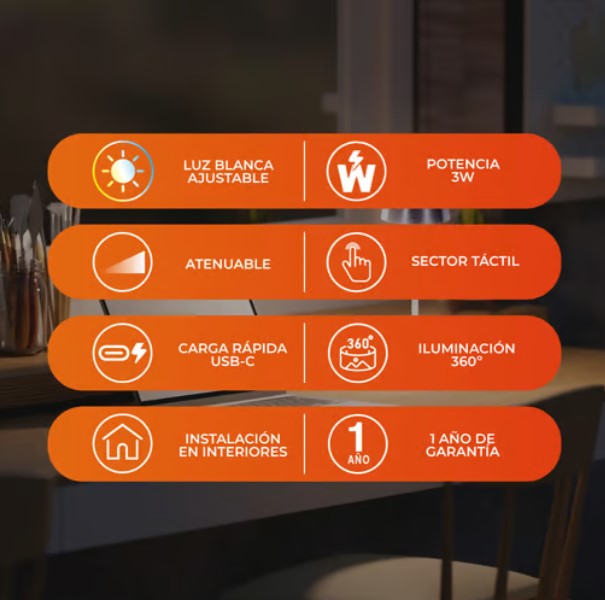 LUZ BLANCA
AJUSTABLE
W
POTENCIA
3W
ATENUABLE
SECTOR TÁCTIL
CARGA RÁPIDA
USB-C
360°
ILUMINACIÓN
360°
INSTALACIÓN
EN INTERIORES
1
AÑO
1 AÑO DE
GARANTÍA